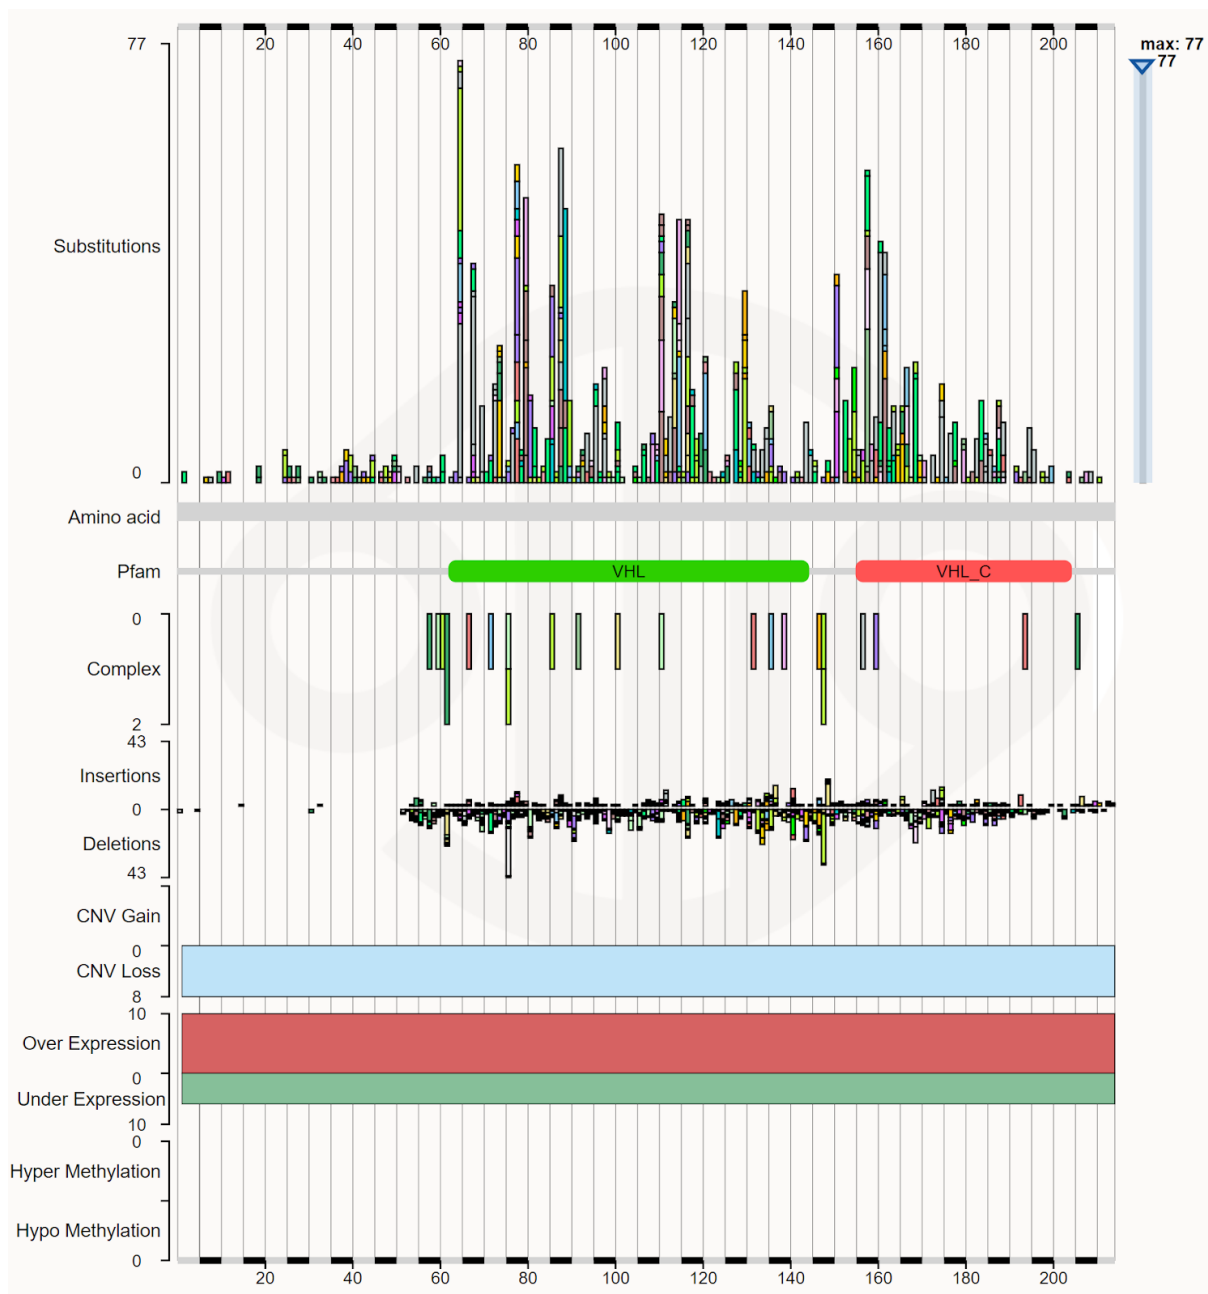 20 40 60 80 100 120 140 160 180 200
77
max: 77
77
Substitutions
0
Amino acid
Pfam
VHL
VHL_C
0
Complex
2
43
Insertions
0
Deletions
43
CNV Gain
0
CNV Loss
8
10
Over Expression
0
Under Expression
10
0
Hyper Methylation
Hypo Methylation
0
20 40 60 80 100 120 140 160 180 200